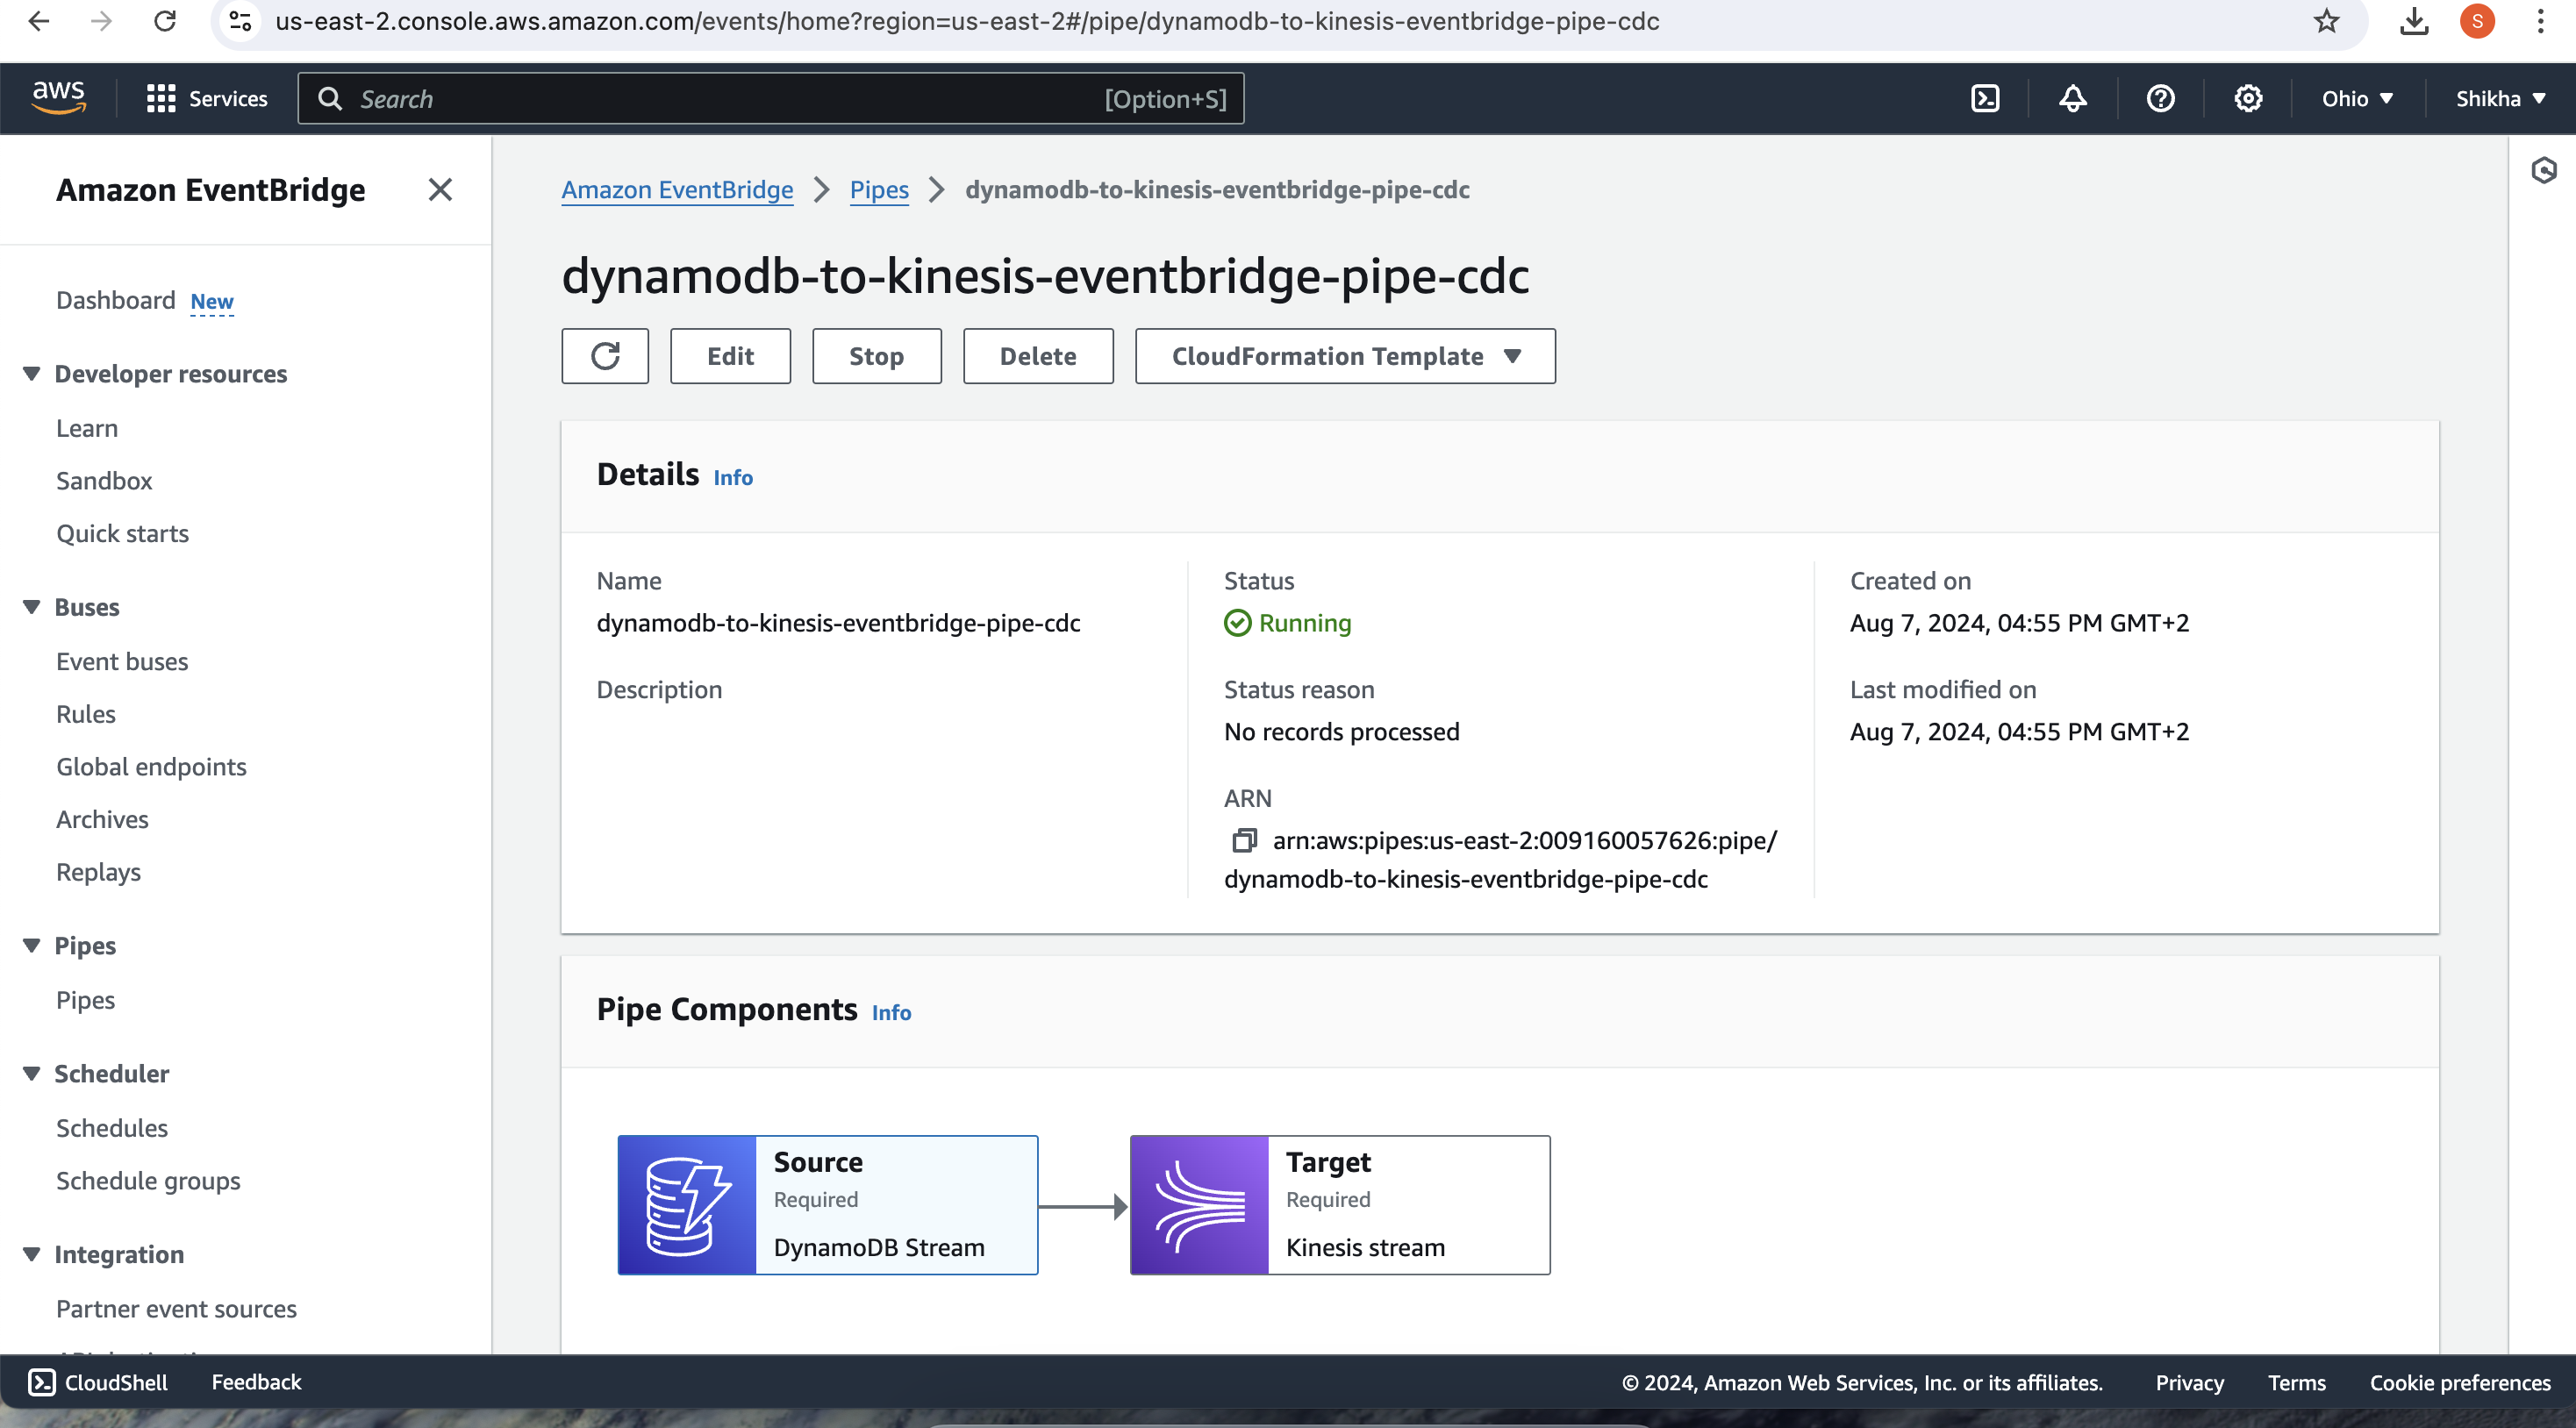 us-east-2.console.aws.amazon.com/events/home?region=us-east-2#/pipe/dynamodb-to-kinesis-eventbridge-pipe-cdc
S
aws
Services
Search
[Option+S]
Ohio
Shikha
Amazon EventBridge
Dashboard New
Developer resources
Learn
Sandbox
Quick starts
Buses
Event buses
Rules
Global endpoints
Archives
Replays
Pipes
Pipes
Scheduler
Schedules
Schedule groups
Integration
Partner event sources
Amazon EventBridge
Pipes
dynamodb-to-kinesis-eventbridge-pipe-cdc
dynamodb-to-kinesis-eventbridge-pipe-cdc
Edit
Stop
Delete
CloudFormation Template
Details Info
Name
dynamodb-to-kinesis-eventbridge-pipe-cdc
Description
Status
Running
Status reason
No records processed
ARN
arn:aws:pipes:us-east-2:009160057626:pipe/
dynamodb-to-kinesis-eventbridge-pipe-cdc
Created on
Aug 7, 2024, 04:55 PM GMT+2
Last modified on
Aug 7, 2024, 04:55 PM GMT+2
Pipe Components Info
Source
Required
DynamoDB Stream
Target
Required
Kinesis stream
CloudShell
Feedback
© 2024, Amazon Web Services, Inc. or its affiliates.
Privacy
Terms
Cookie preferences